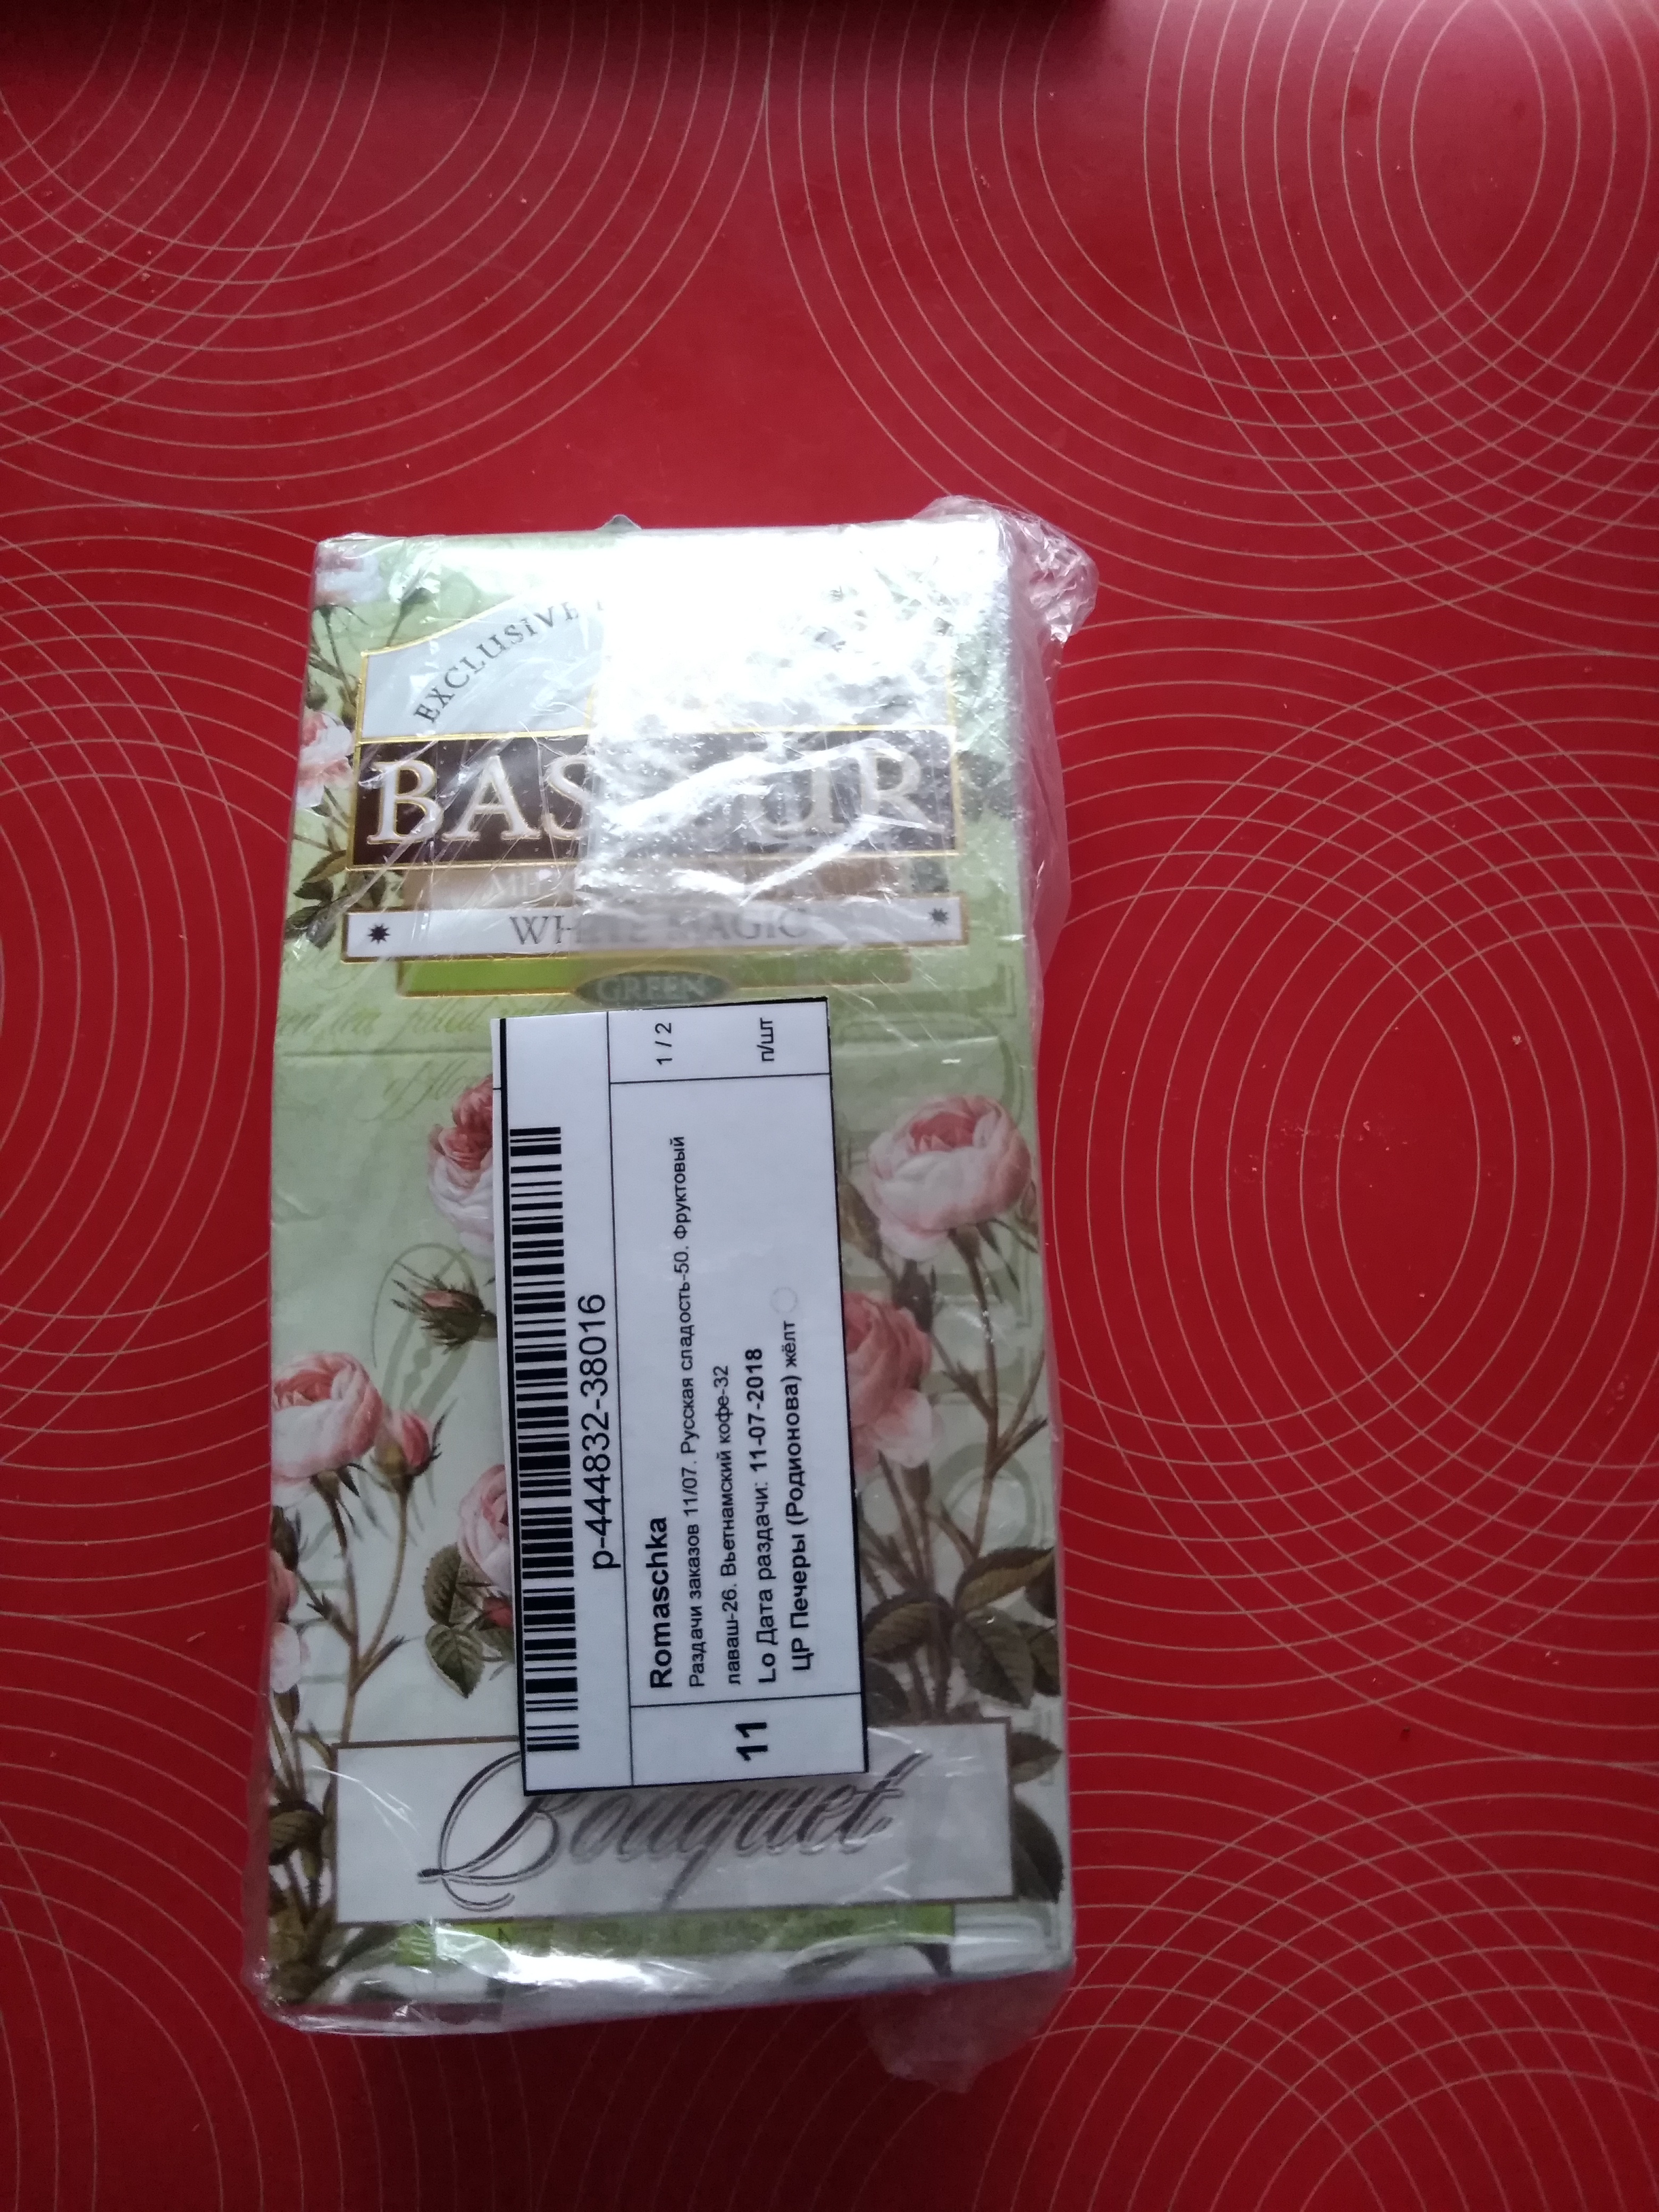 EXCLUSIVE
BASILUR
WHITE MAGIC
GREEN
p-444832-38016
Romaschka
1 / 2
Раздачи заказов 11/07. Русская сладость-50. Фруктовый
лаваш-26. Вьетнамский кофе-32
11
Lo Дата раздачи: 11-07-2018
п/шт
ЦР Печеры (Родионова) жёлт
Bouquet